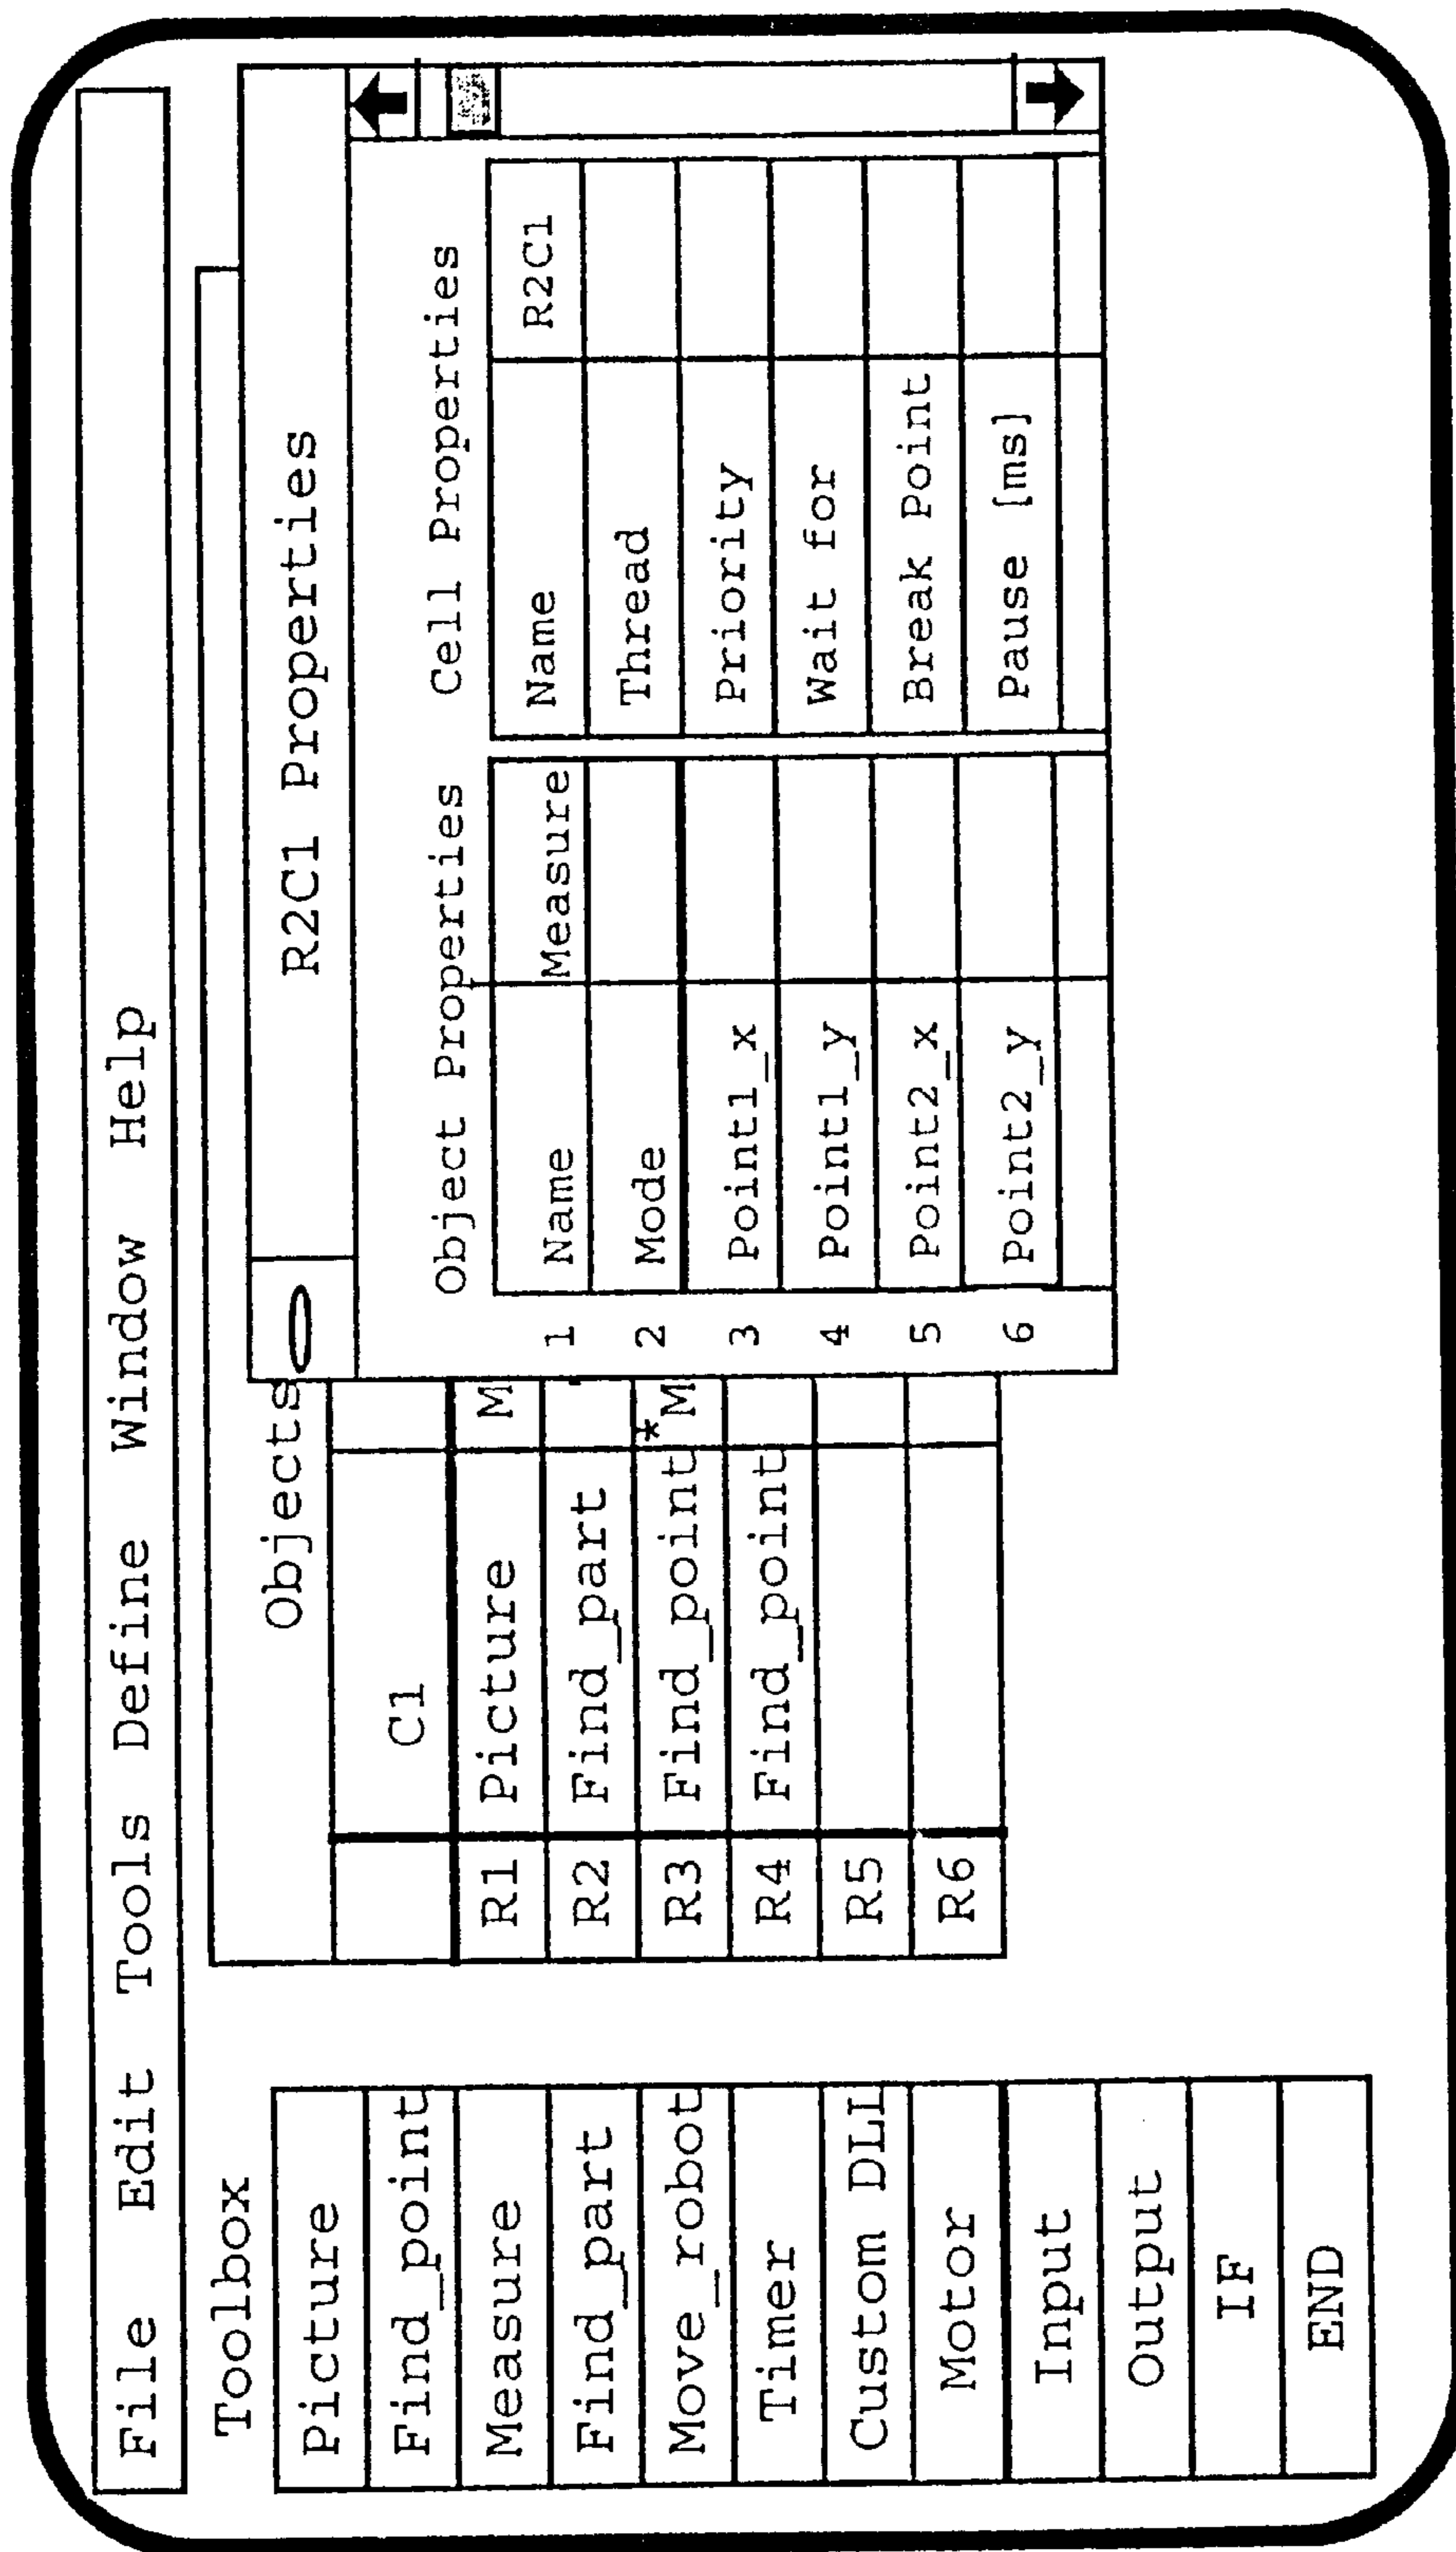 File Edit Tools Define Window Help
Toolbox
Picture
Find_point
Measure
Find_part
Move_robot
Timer
Custom DLL
Motor
Input
Output
IF
END
Objects
C1
R1 Picture M
R2 Find_part
R3 Find_point *M
R4 Find_point
R5
R6
R2C1 Properties
Object Properties Cell Properties
1 Name Measure Name R2C1
2 Mode Thread
3 Point1_x Priority
4 Point1_y Wait for
5 Point2_x Break Point
6 Point2_y Pause [ms]